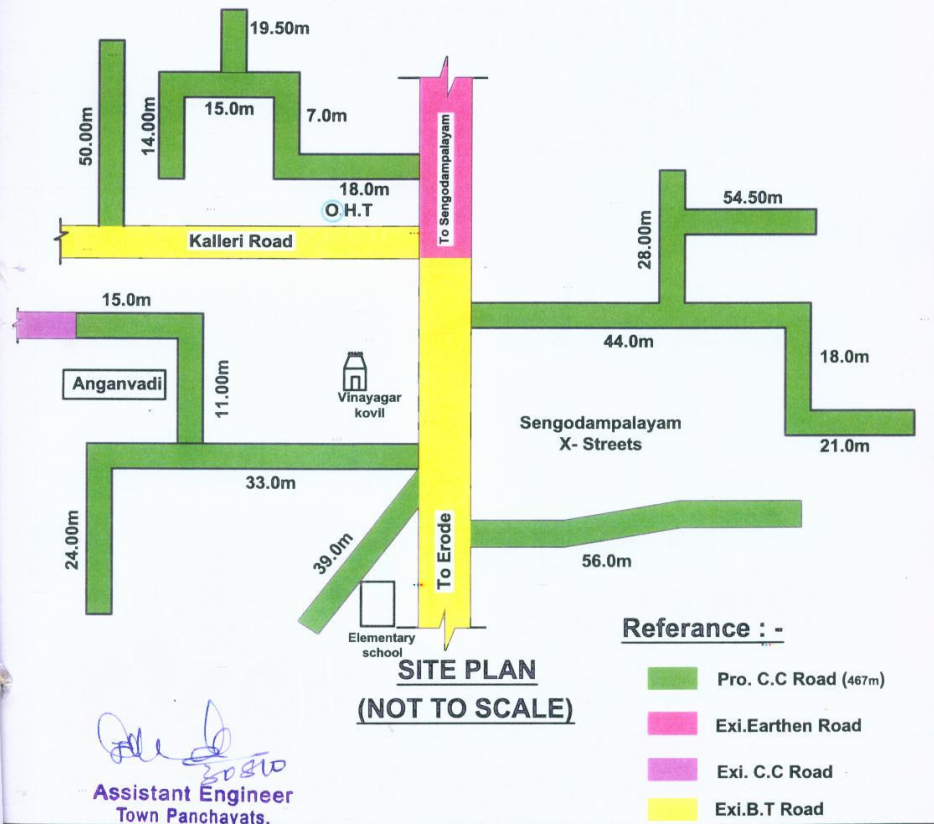 19.50m
15.0m
7.0m
14.00m
50.00m
18.0m
O.H.T
Kalleri Road
To Sengodampalayam
54.50m
28.00m
44.0m
18.0m
21.0m
15.0m
Anganvadi
11.00m
Vinayagar
kovil
Sengodampalayam
X- Streets
33.0m
24.00m
39.0m
To Erode
56.0m
Elementary
school
SITE PLAN
(NOT TO SCALE)
Referance : -
Pro. C.C Road (467m)
Exi.Earthen Road
Exi. C.C Road
Exi.B.T Road
Assistant Engineer
Town Panchayats.